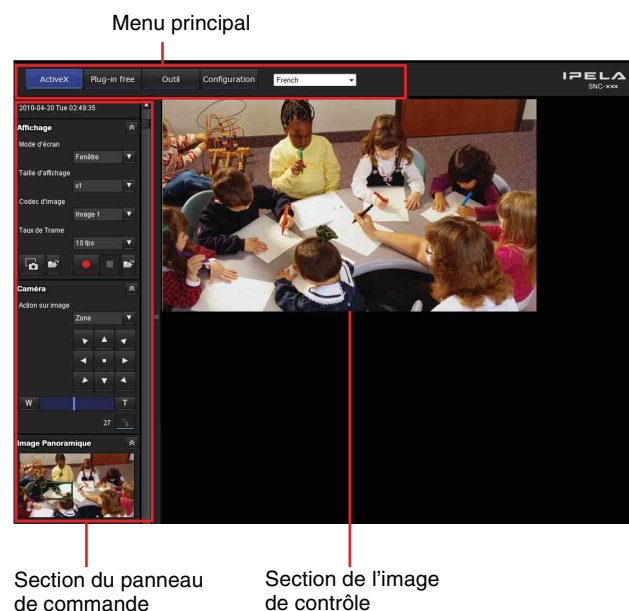 Menu principal
ActiveX Plug-in free Outil Configuration French
IPELA
SNC-×××
2010-04-20 Tue 02:49:35
Affichage
Mode d'écran
Fenêtre
Taille d'affichage
x1
Codec d'image
Image 1
Taux de Trame
10 fps
Caméra
Action sur image
Zone
W T
27
Image Panoramique
Section du panneau
de commande
Section de l'image
de contrôle